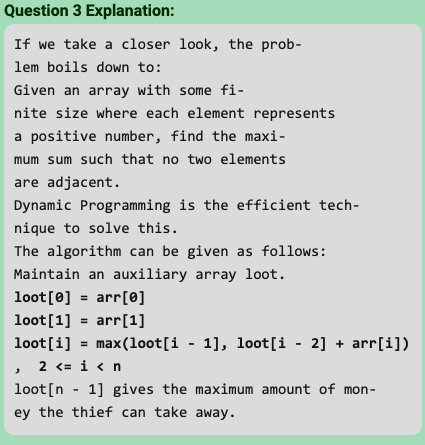 Question 3 Explanation:
If we take a closer look, the prob-
lem boils down to:
Given an array with some fi-
nite size where each element represents
a positive number, find the maxi-
mum sum such that no two elements
are adjacent.
Dynamic Programming is the efficient tech-
nique to solve this.
The algorithm can be given as follows:
Maintain an auxiliary array loot.
loot[0] = arr[0]
loot[1] = arr[1]
loot[i] = max(loot[i - 1], loot[i - 2] + arr[i])
,  2 <= i < n
loot[n - 1] gives the maximum amount of mon-
ey the thief can take away.